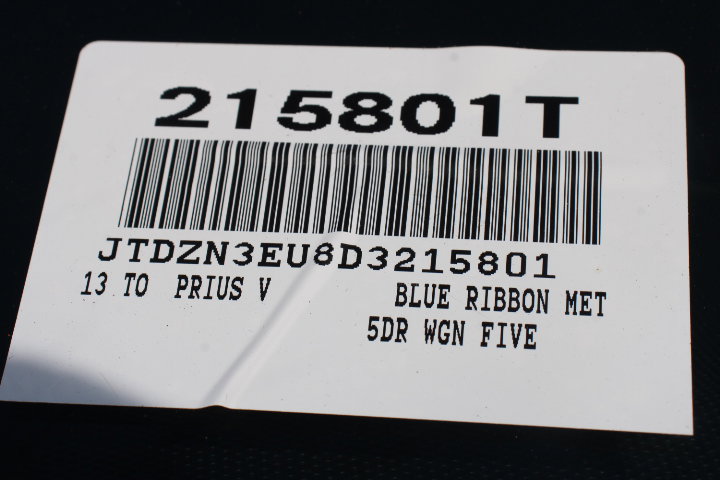 215801T
JTDZN3EU8D3215801
13 TO PRIUS V BLUE RIBBON MET
5DR WGN FIVE